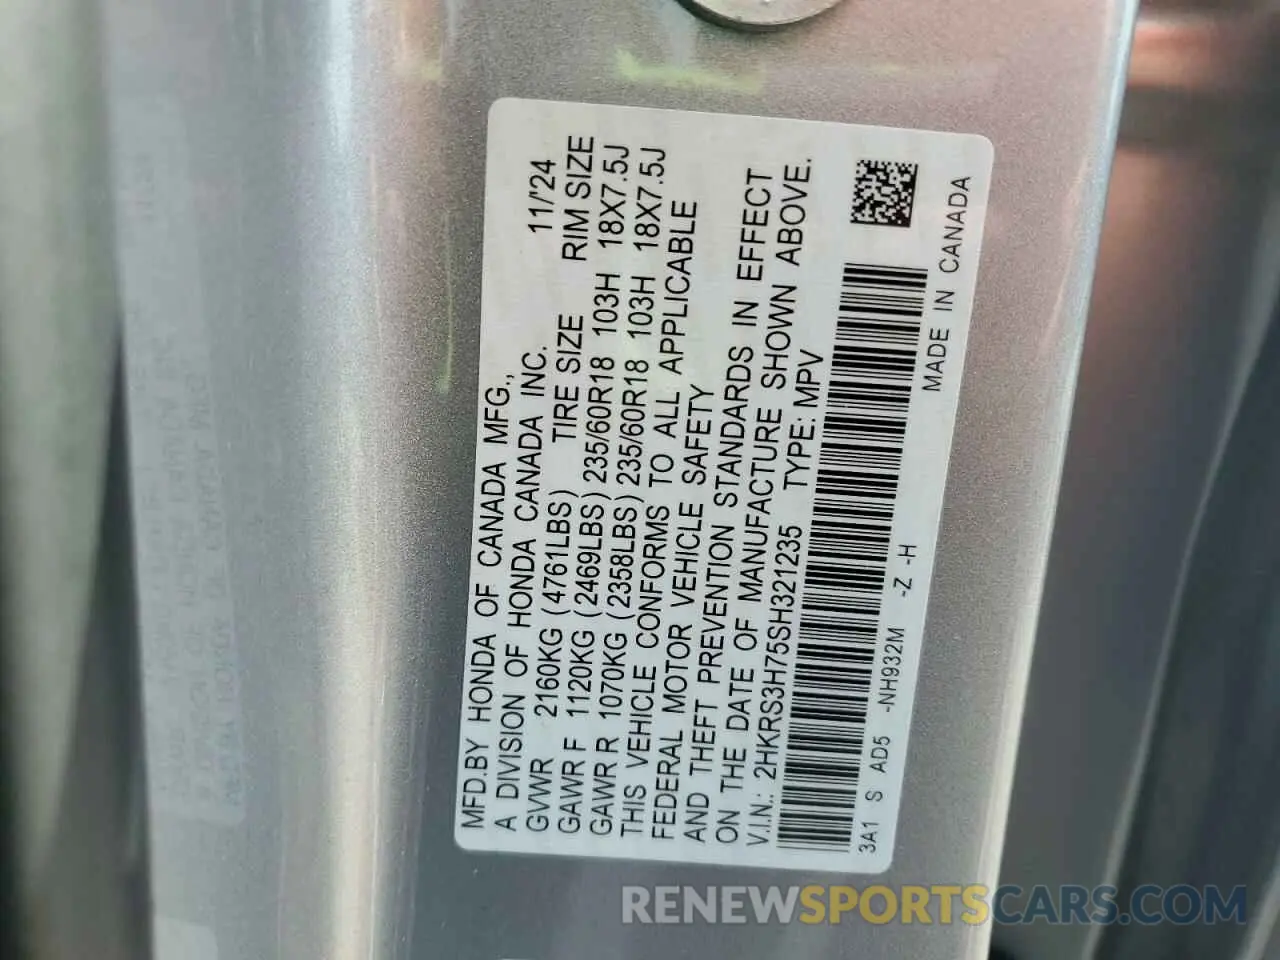 MFD.BY HONDA OF CANADA MFG.,
A DIVISION OF HONDA CANADA INC. 11/'24
GVWR 2160KG (4761LBS) TIRE SIZE RIM SIZE
GAWR F 1120KG (2469LBS) 235/60R18 103H 18X7.5J
GAWR R 1070KG (2358LBS) 235/60R18 103H 18X7.5J
THIS VEHICLE CONFORMS TO ALL APPLICABLE
FEDERAL MOTOR VEHICLE SAFETY
AND THEFT PREVENTION STANDARDS IN EFFECT
ON THE DATE OF MANUFACTURE SHOWN ABOVE.
V.I.N.: 2HKRS3H75SH321235 TYPE: MPV
3A1 S AD5 -NH932M -Z -H
MADE IN CANADA
RENEWSPORTSCARS.COM